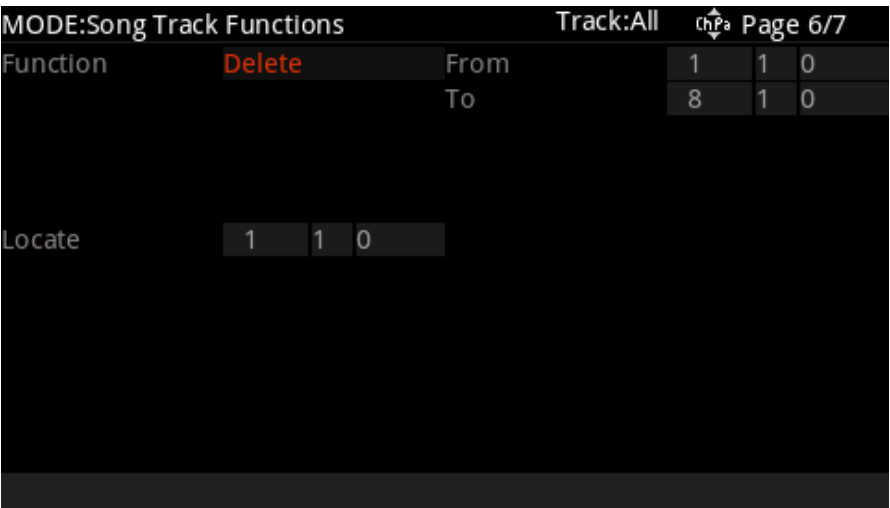 MODE:Song Track Functions Track:All ChPa Page 6/7
Function Delete From 1 1 0
To 8 1 0
Locate 1 1 0